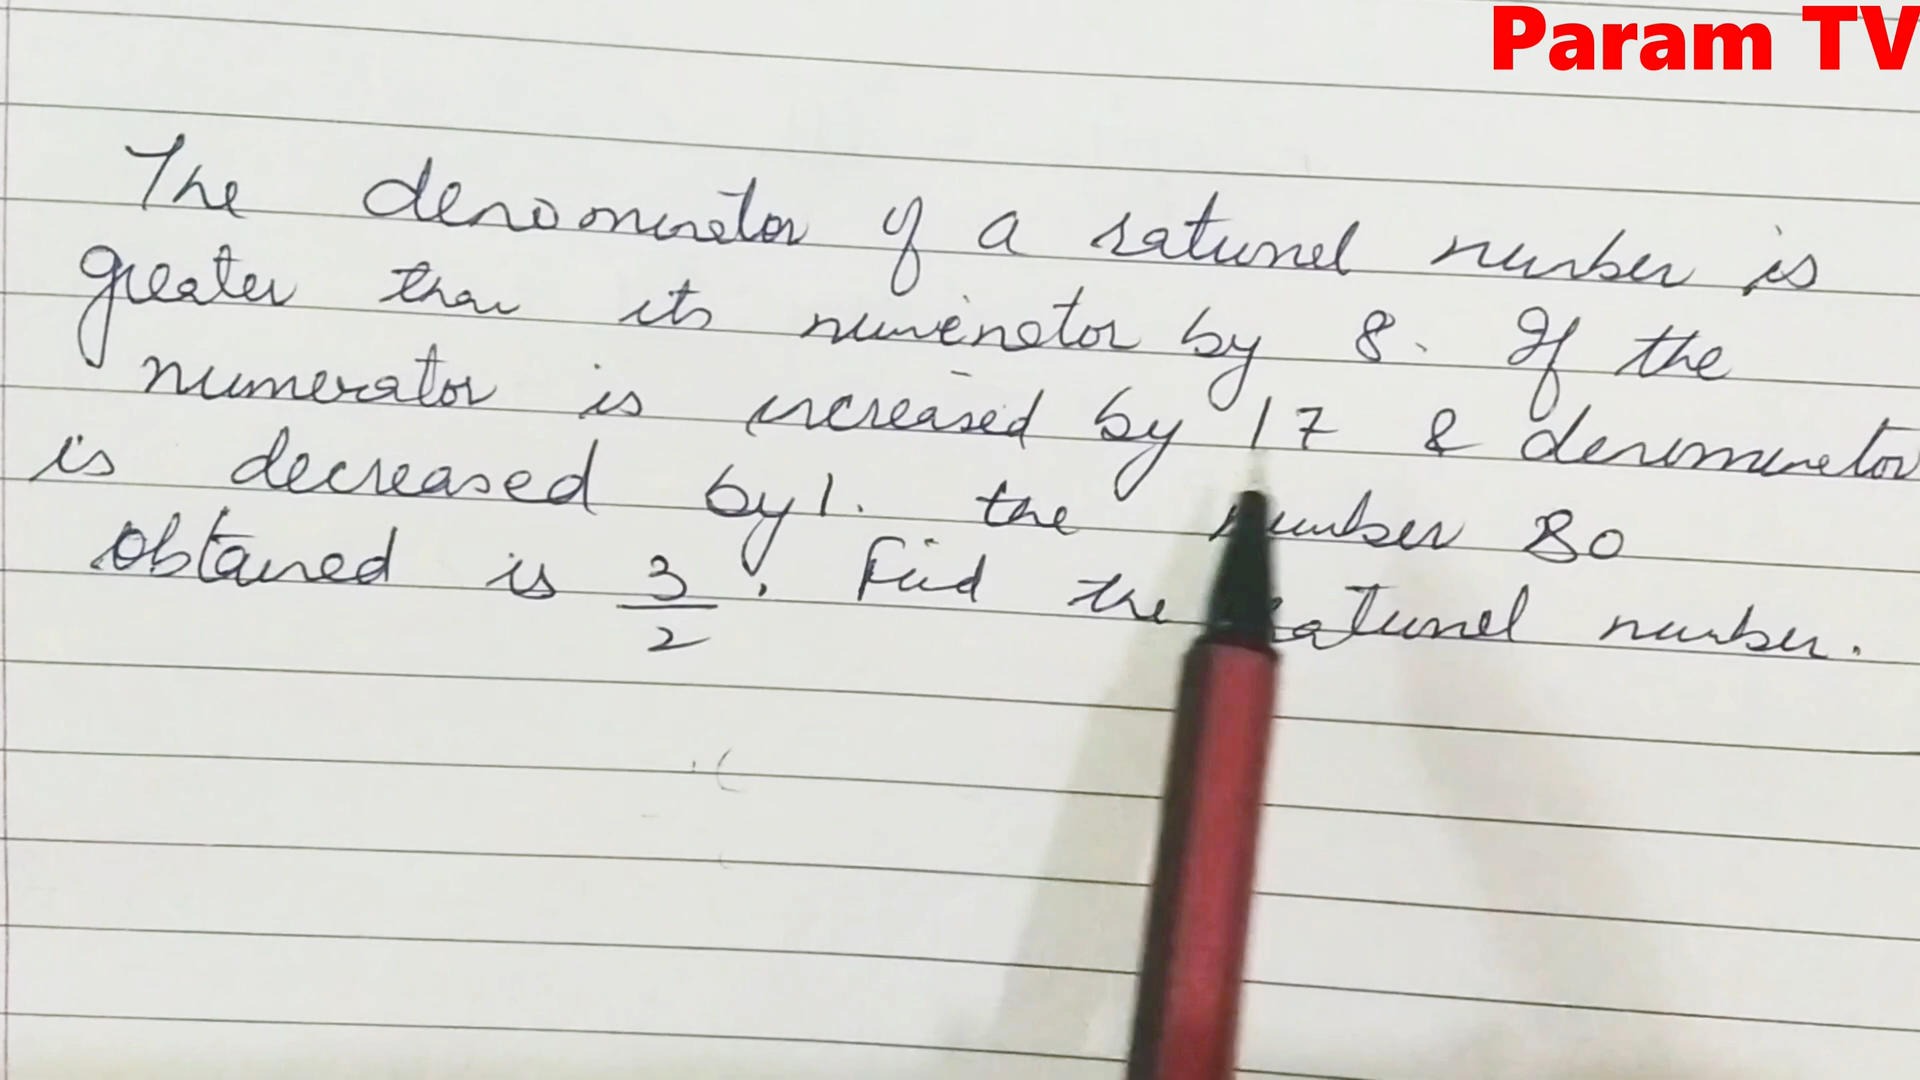 Param TV
The denominator of a rational number is
greater than its numerator by 8. If the
numerator is increased by 17 & denominator
is decreased by 1. the number so
obtained is 3/2. Find the rational number.